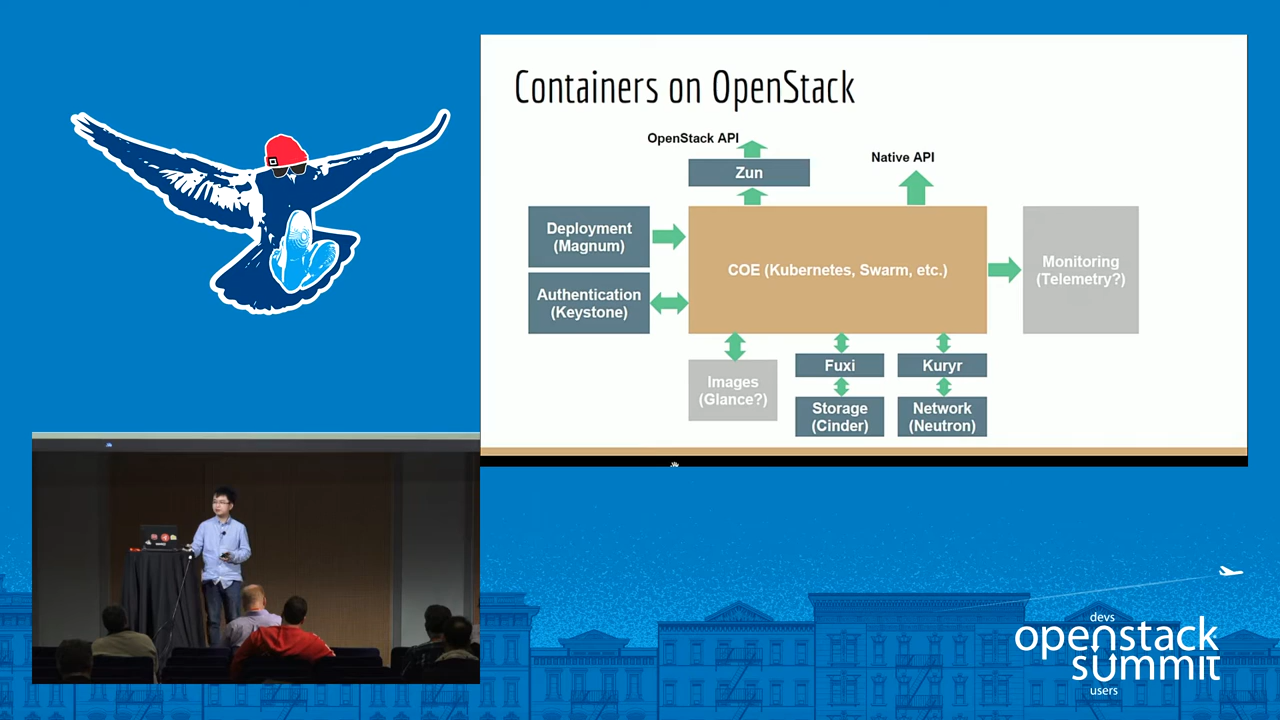 Containers on OpenStack
OpenStack API
Zun
Native API
Deployment
(Magnum)
COE (Kubernetes, Swarm, etc.)
Monitoring
(Telemetry?)
Authentication
(Keystone)
Images
(Glance?)
Fuxi
Kuryr
Storage
(Cinder)
Network
(Neutron)
devs
openstack
summit
users